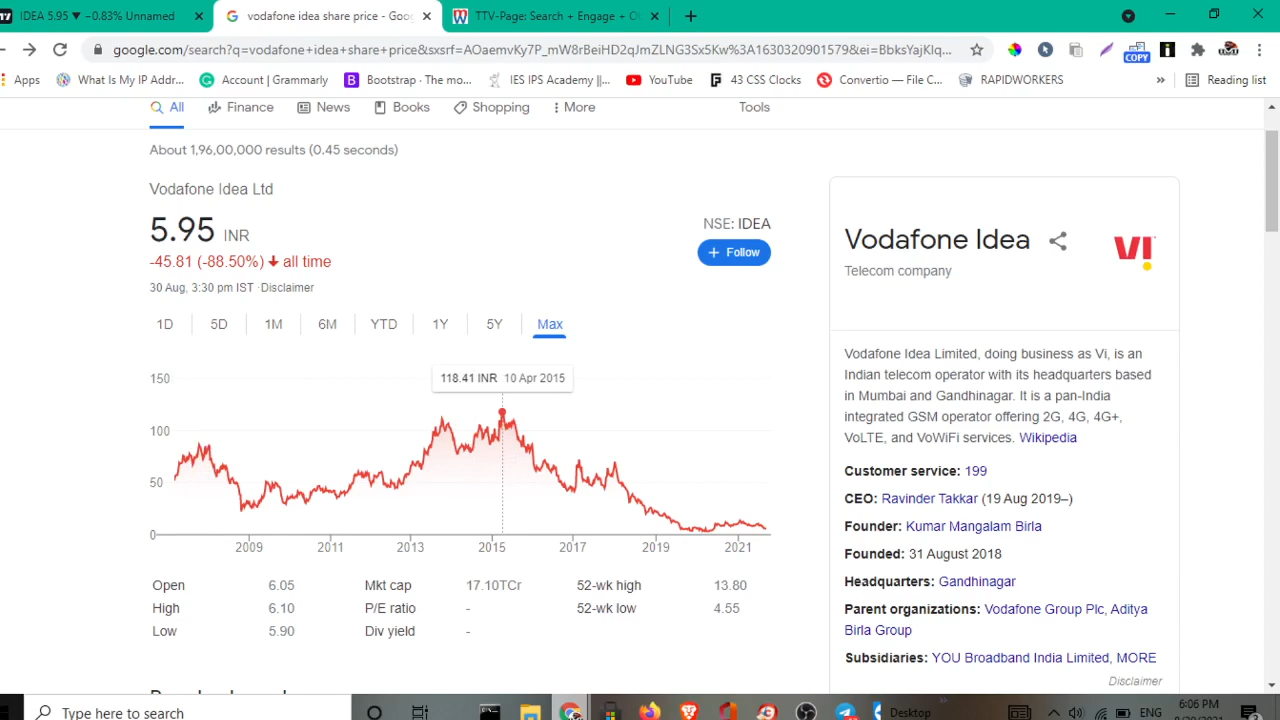 IDEA 5.95 ▼ −0.83% Unnamed
vodafone idea share price - Goo
TTV-Page: Search + Engage + O
google.com/search?q=vodafone+idea+share+price&sxsrf=AOaemvKy7P_mW8rBeiHD2qJmZLNG3Sx5Kw%3A1630320901579&ei=BbksYajKlq...
COPY
Apps
What Is My IP Addr...
Account | Grammarly
Bootstrap · The mo...
IES IPS Academy ||...
YouTube
43 CSS Clocks
Convertio — File C...
RAPIDWORKERS
»
Reading list
All
Finance
News
Books
Shopping
More
Tools
About 1,96,00,000 results (0.45 seconds)
Vodafone Idea Ltd
5.95 INR
NSE: IDEA
-45.81 (-88.50%) all time
+ Follow
30 Aug, 3:30 pm IST · Disclaimer
1D
5D
1M
6M
YTD
1Y
5Y
Max
118.41 INR 10 Apr 2015
150
100
50
0
2009
2011
2013
2015
2017
2019
2021
Open 6.05
Mkt cap 17.10TCr
52-wk high 13.80
High 6.10
P/E ratio -
52-wk low 4.55
Low 5.90
Div yield -
Vodafone Idea
VI
Telecom company
Vodafone Idea Limited, doing business as Vi, is an
Indian telecom operator with its headquarters based
in Mumbai and Gandhinagar. It is a pan-India
integrated GSM operator offering 2G, 4G, 4G+,
VoLTE, and VoWiFi services. Wikipedia
Customer service: 199
CEO: Ravinder Takkar (19 Aug 2019–)
Founder: Kumar Mangalam Birla
Founded: 31 August 2018
Headquarters: Gandhinagar
Parent organizations: Vodafone Group Plc, Aditya
Birla Group
Subsidiaries: YOU Broadband India Limited, MORE
Disclaimer
Type here to search
Desktop
»
ENG
6:06 PM